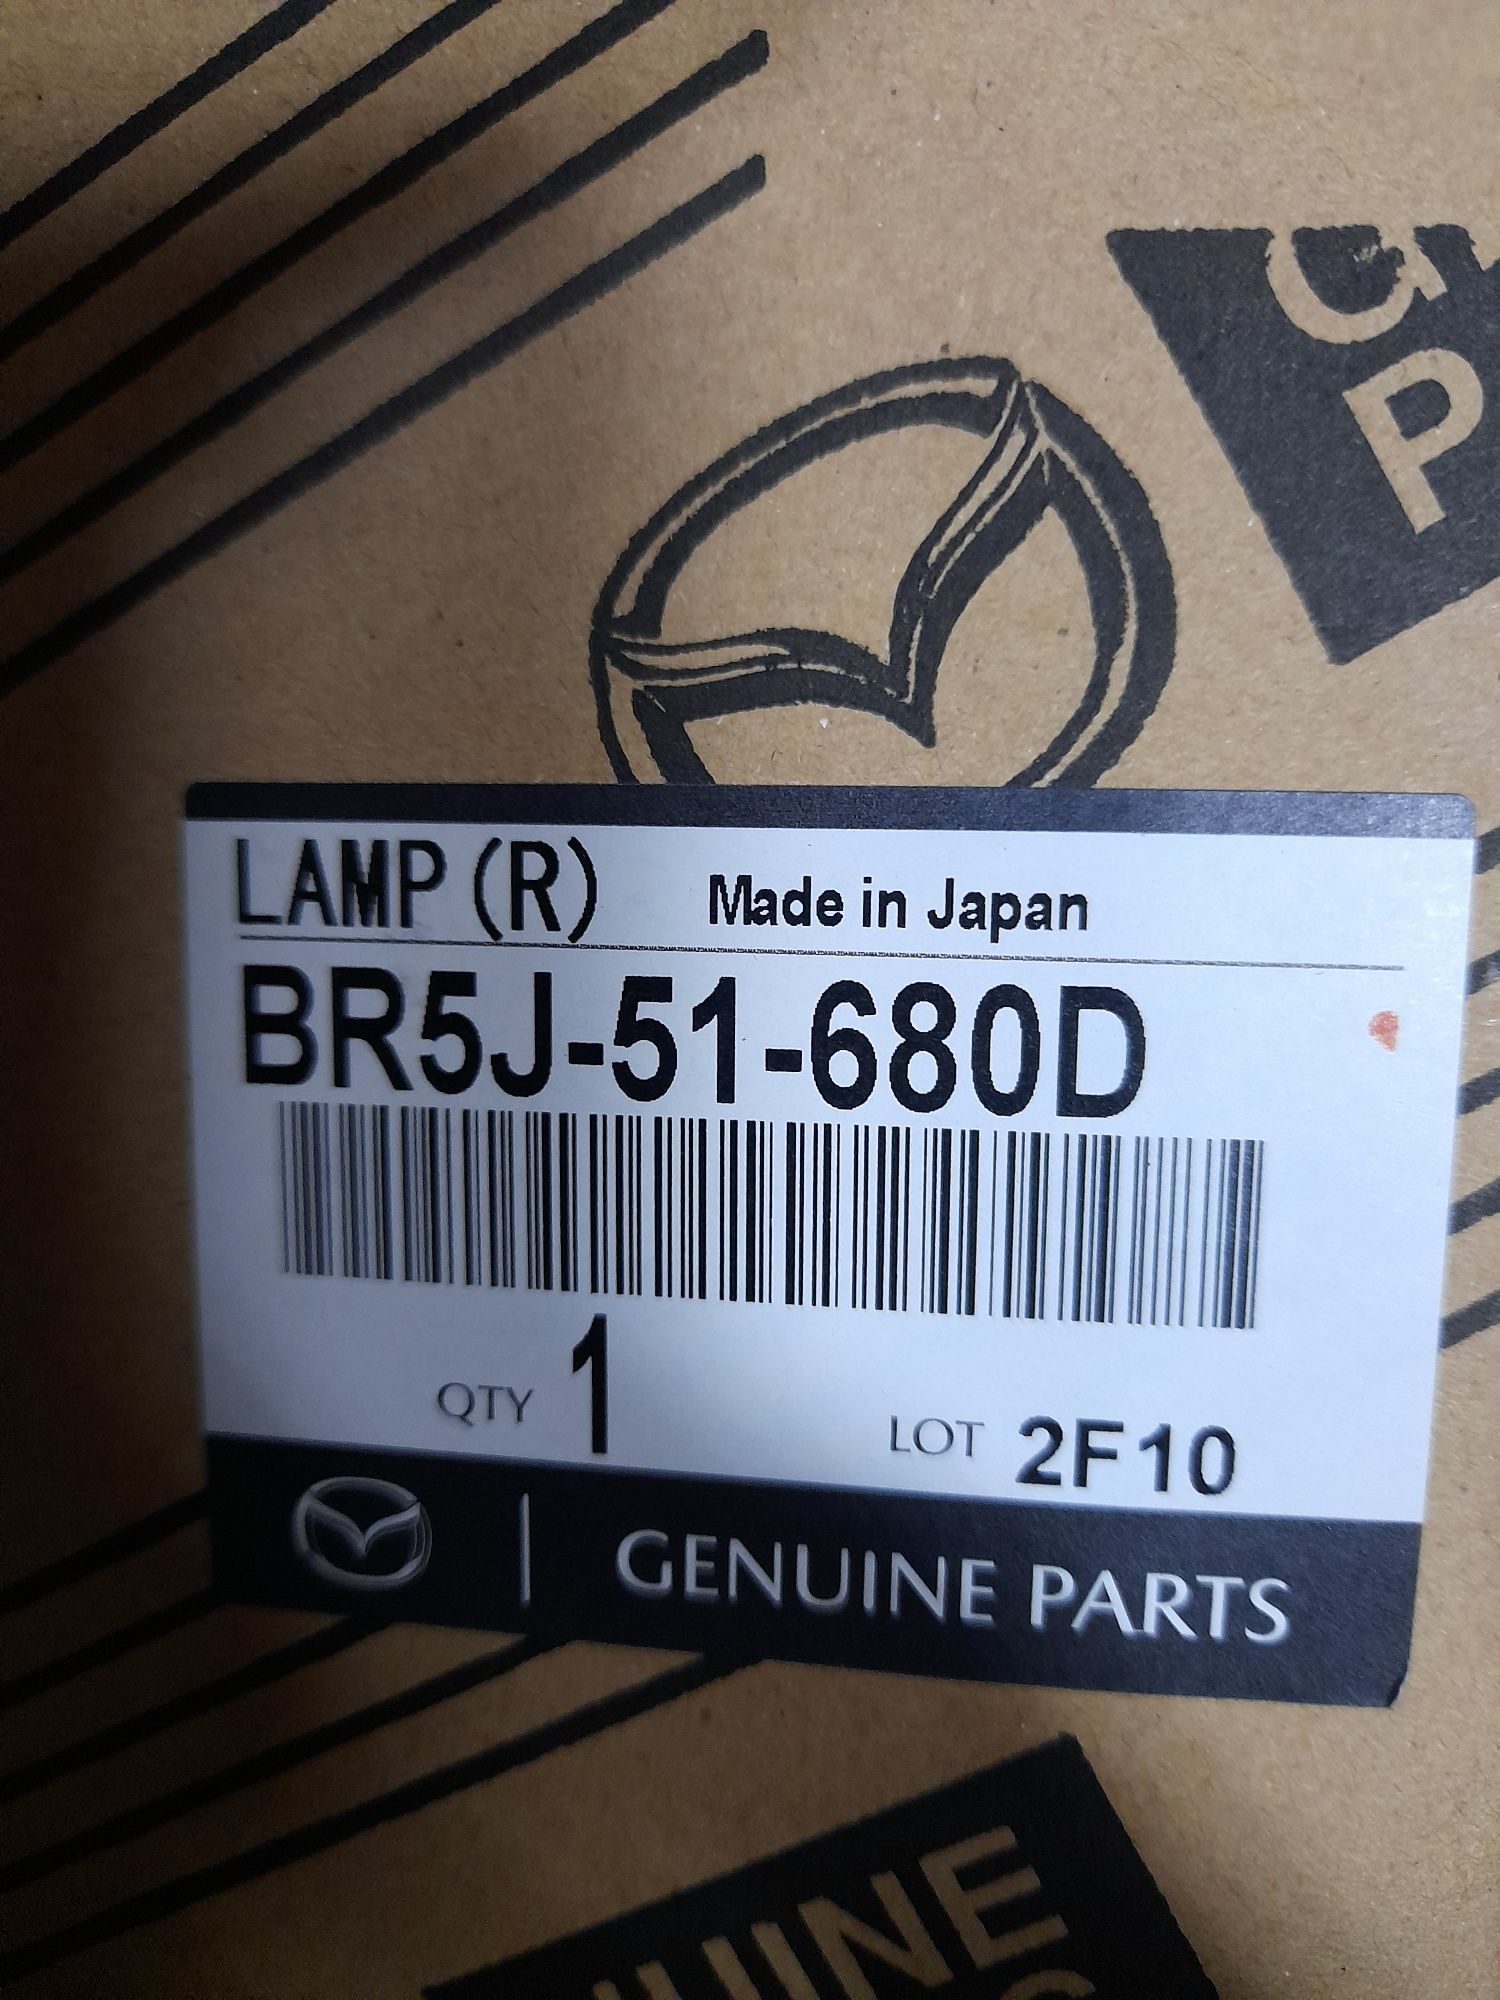 P
LAMP (R) Made in Japan
BR5J-51-680D
QTY 1 LOT 2F10
GENUINE PARTS